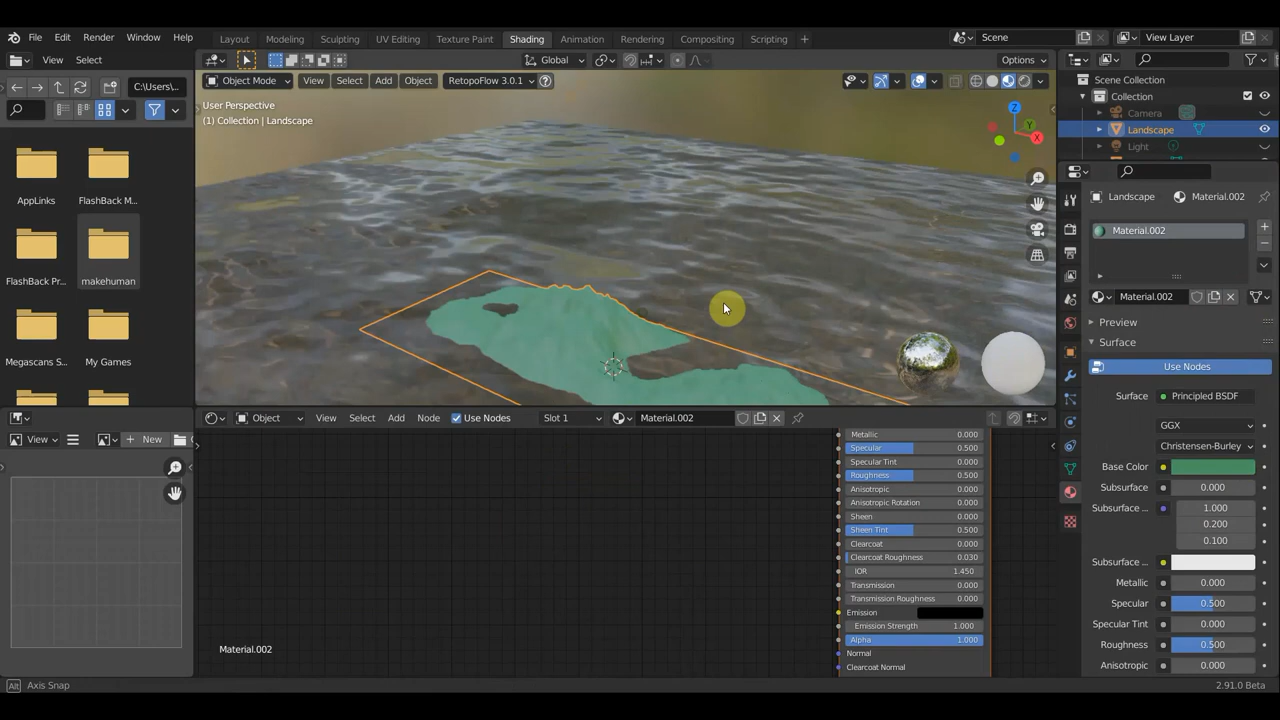 File Edit Render Window Help
Layout Modeling Sculpting UV Editing Texture Paint Shading Animation Rendering Compositing Scripting +
Scene
View Layer
View Select
Global
Options
C:\Users\...
Object Mode View Select Add Object RetopoFlow 3.0.1
Scene Collection
Collection
Camera
Landscape
Light
User Perspective
(1) Collection | Landscape
Z
Y
X
AppLinks
FlashBack M...
FlashBack Pr...
makehuman
Megascans S...
My Games
Landscape
Material.002
Material.002
Material.002
Preview
Surface
Use Nodes
Surface
Principled BSDF
GGX
Christensen-Burley
Base Color
Subsurface 0.000
Subsurface ... 1.000
0.200
0.100
Subsurface ...
Metallic 0.000
Specular 0.500
Specular Tint 0.000
Roughness 0.500
Anisotropic 0.000
View
New
Object View Select Add Node Use Nodes Slot 1 Material.002
Metallic 0.000
Specular 0.500
Specular Tint 0.000
Roughness 0.500
Anisotropic 0.000
Anisotropic Rotation 0.000
Sheen 0.000
Sheen Tint 0.500
Clearcoat 0.000
Clearcoat Roughness 0.030
IOR 1.450
Transmission 0.000
Transmission Roughness 0.000
Emission
Emission Strength 1.000
Alpha 1.000
Normal
Clearcoat Normal
Material.002
Alt Axis Snap
2.91.0 Beta